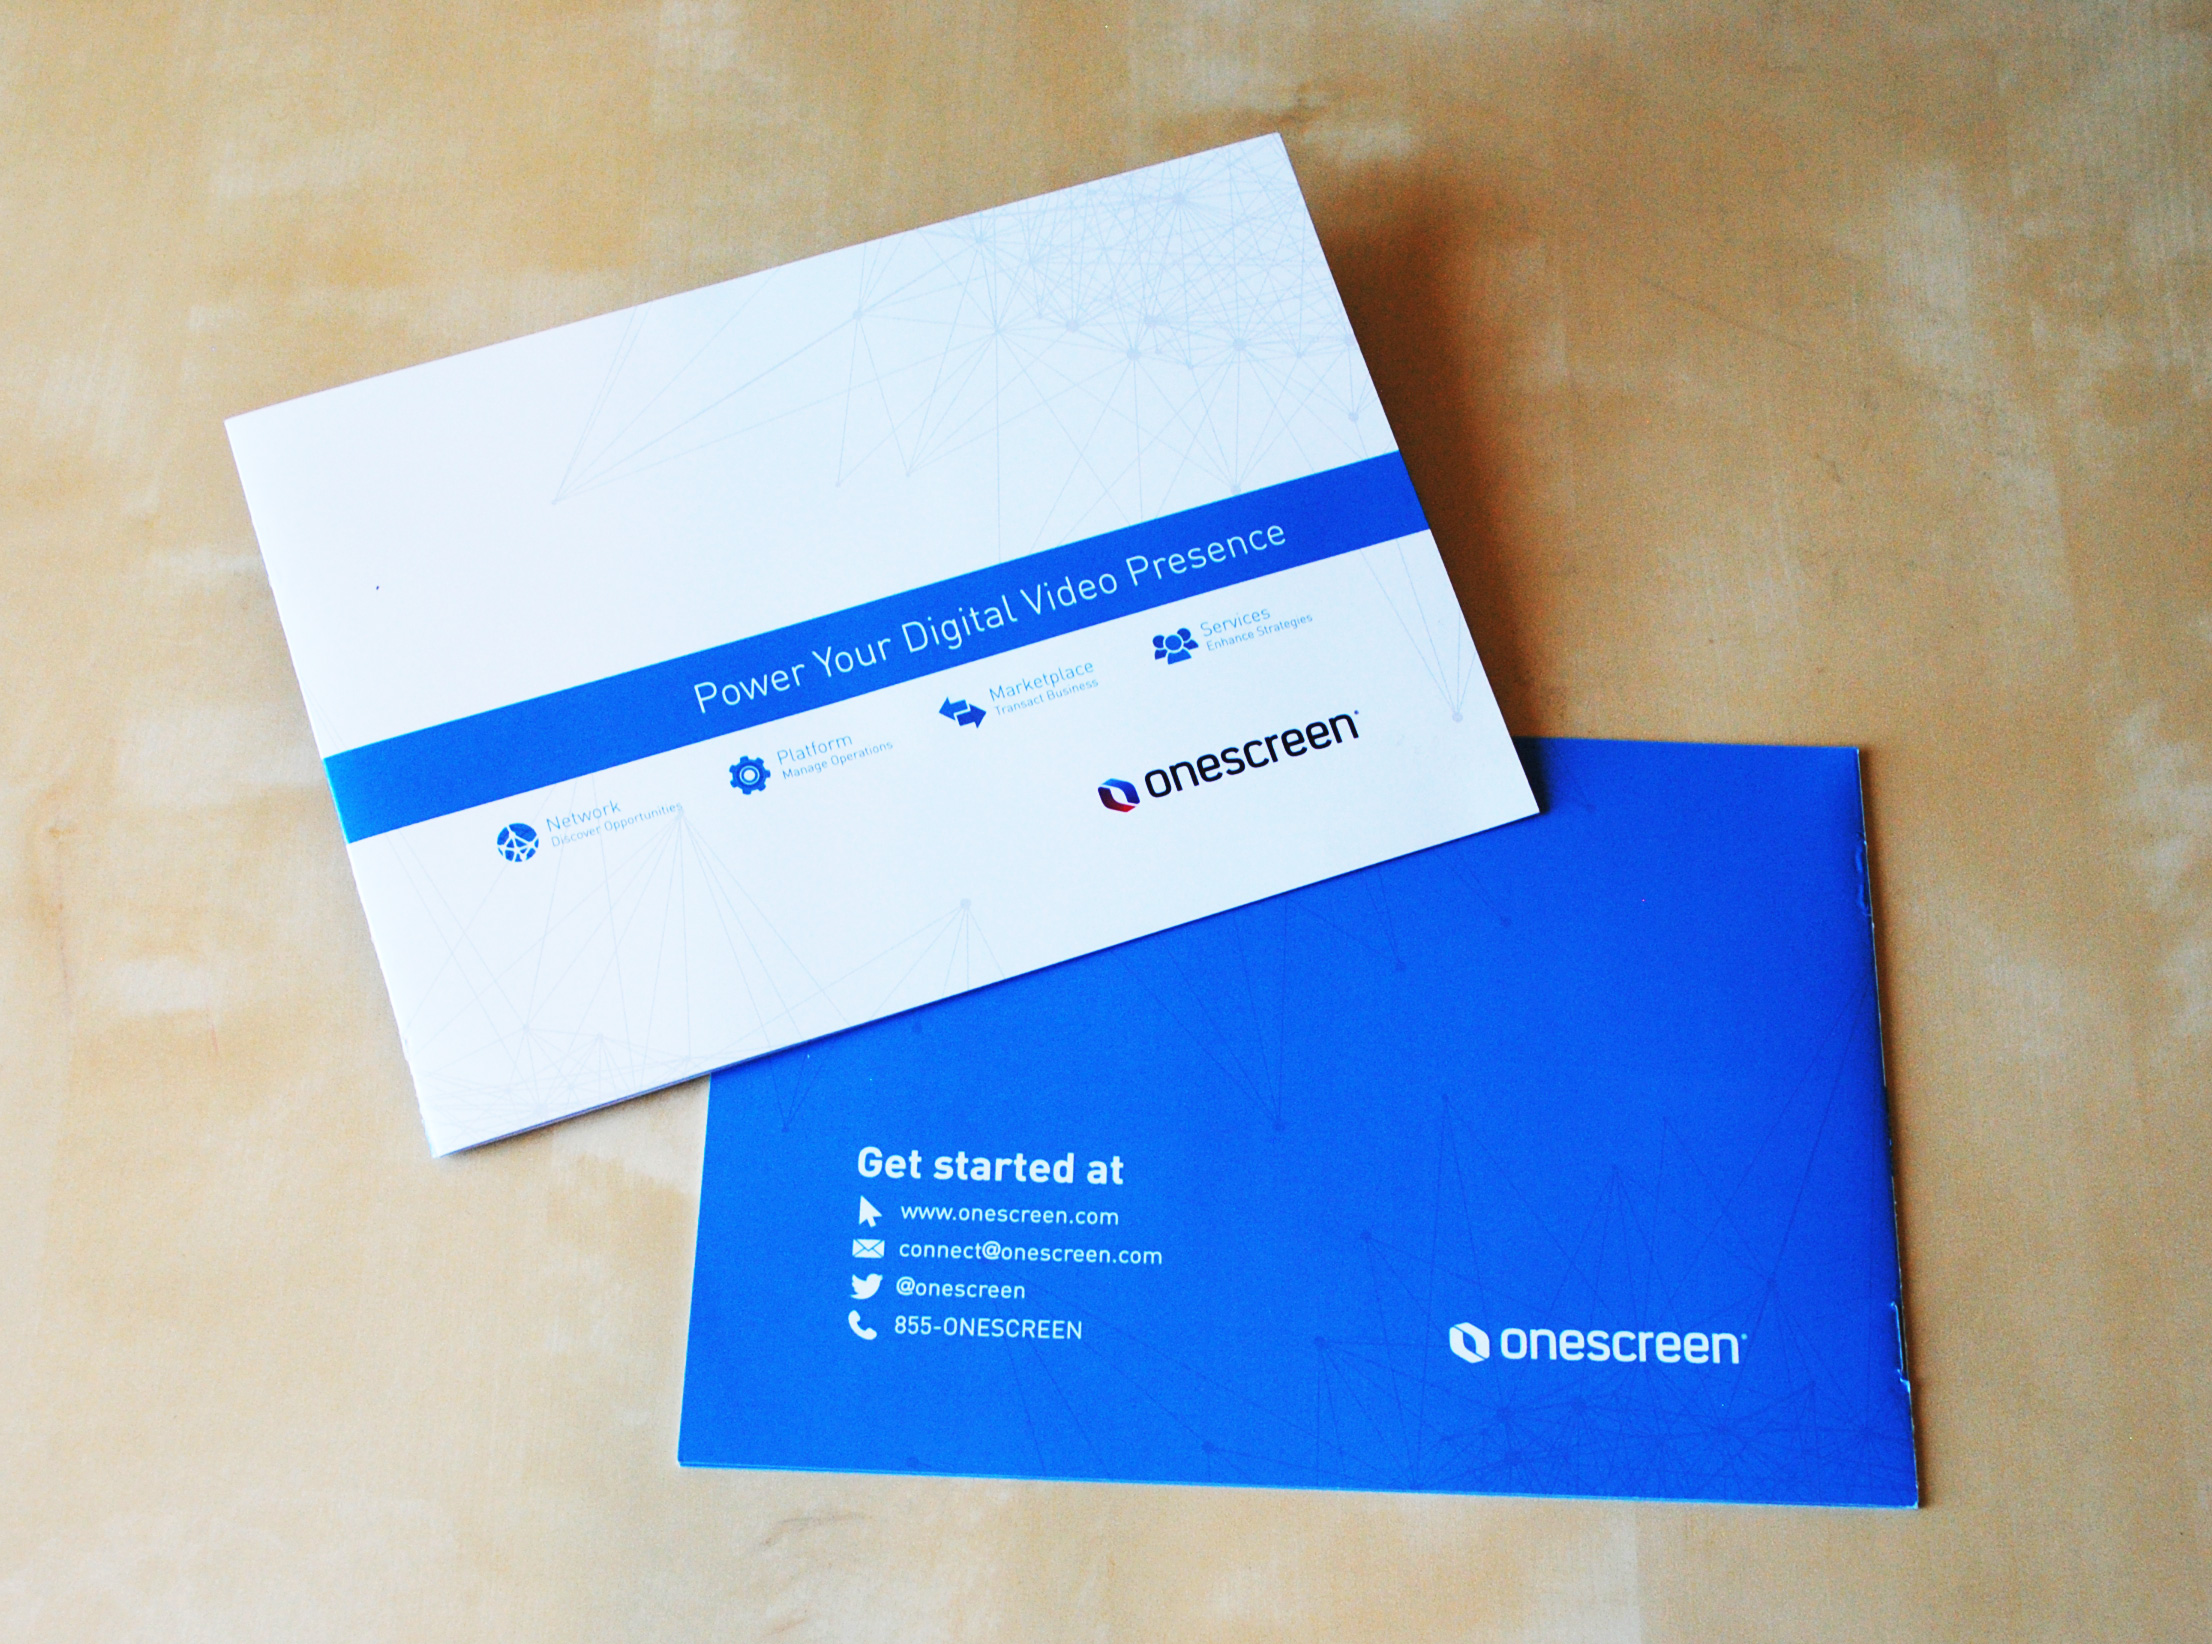 Power Your Digital Video Presence
Network
Discover Opportunities
Platform
Manage Operations
Marketplace
Transact Business
Services
Enhance Strategies
onescreen
Get started at
www.onescreen.com
connect@onescreen.com
@onescreen
855-ONESCREEN
onescreen